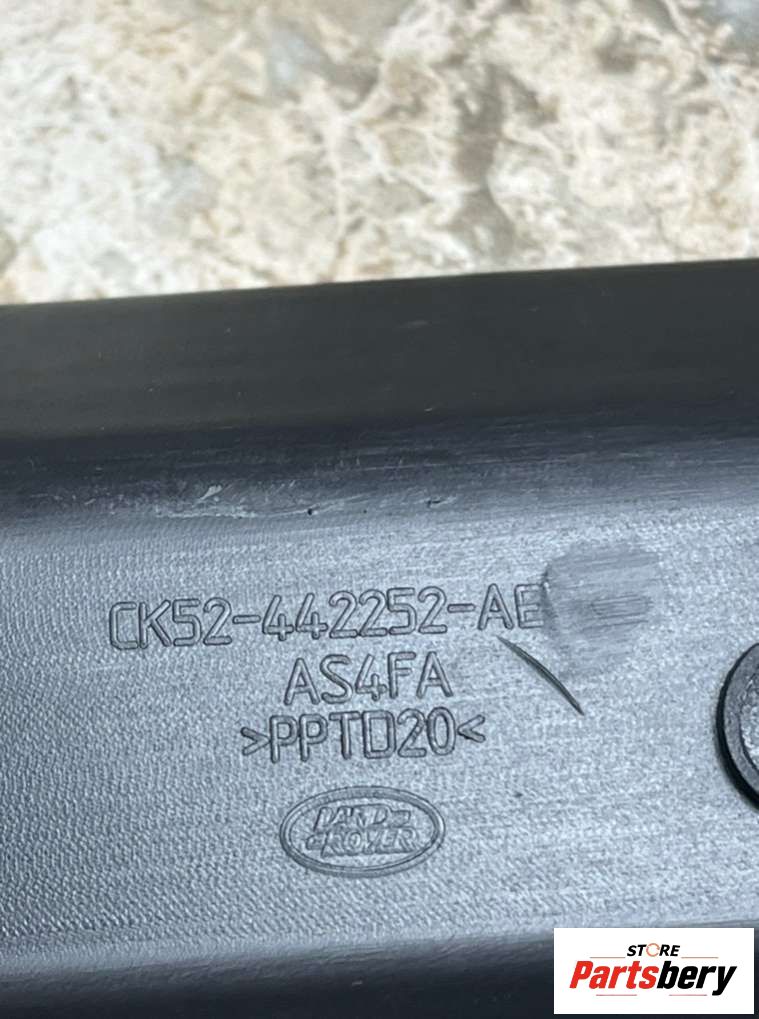 CK52-442252-AE
AS4FA
>PPTD20<
LAND
ROVER
STORE
Partsbery